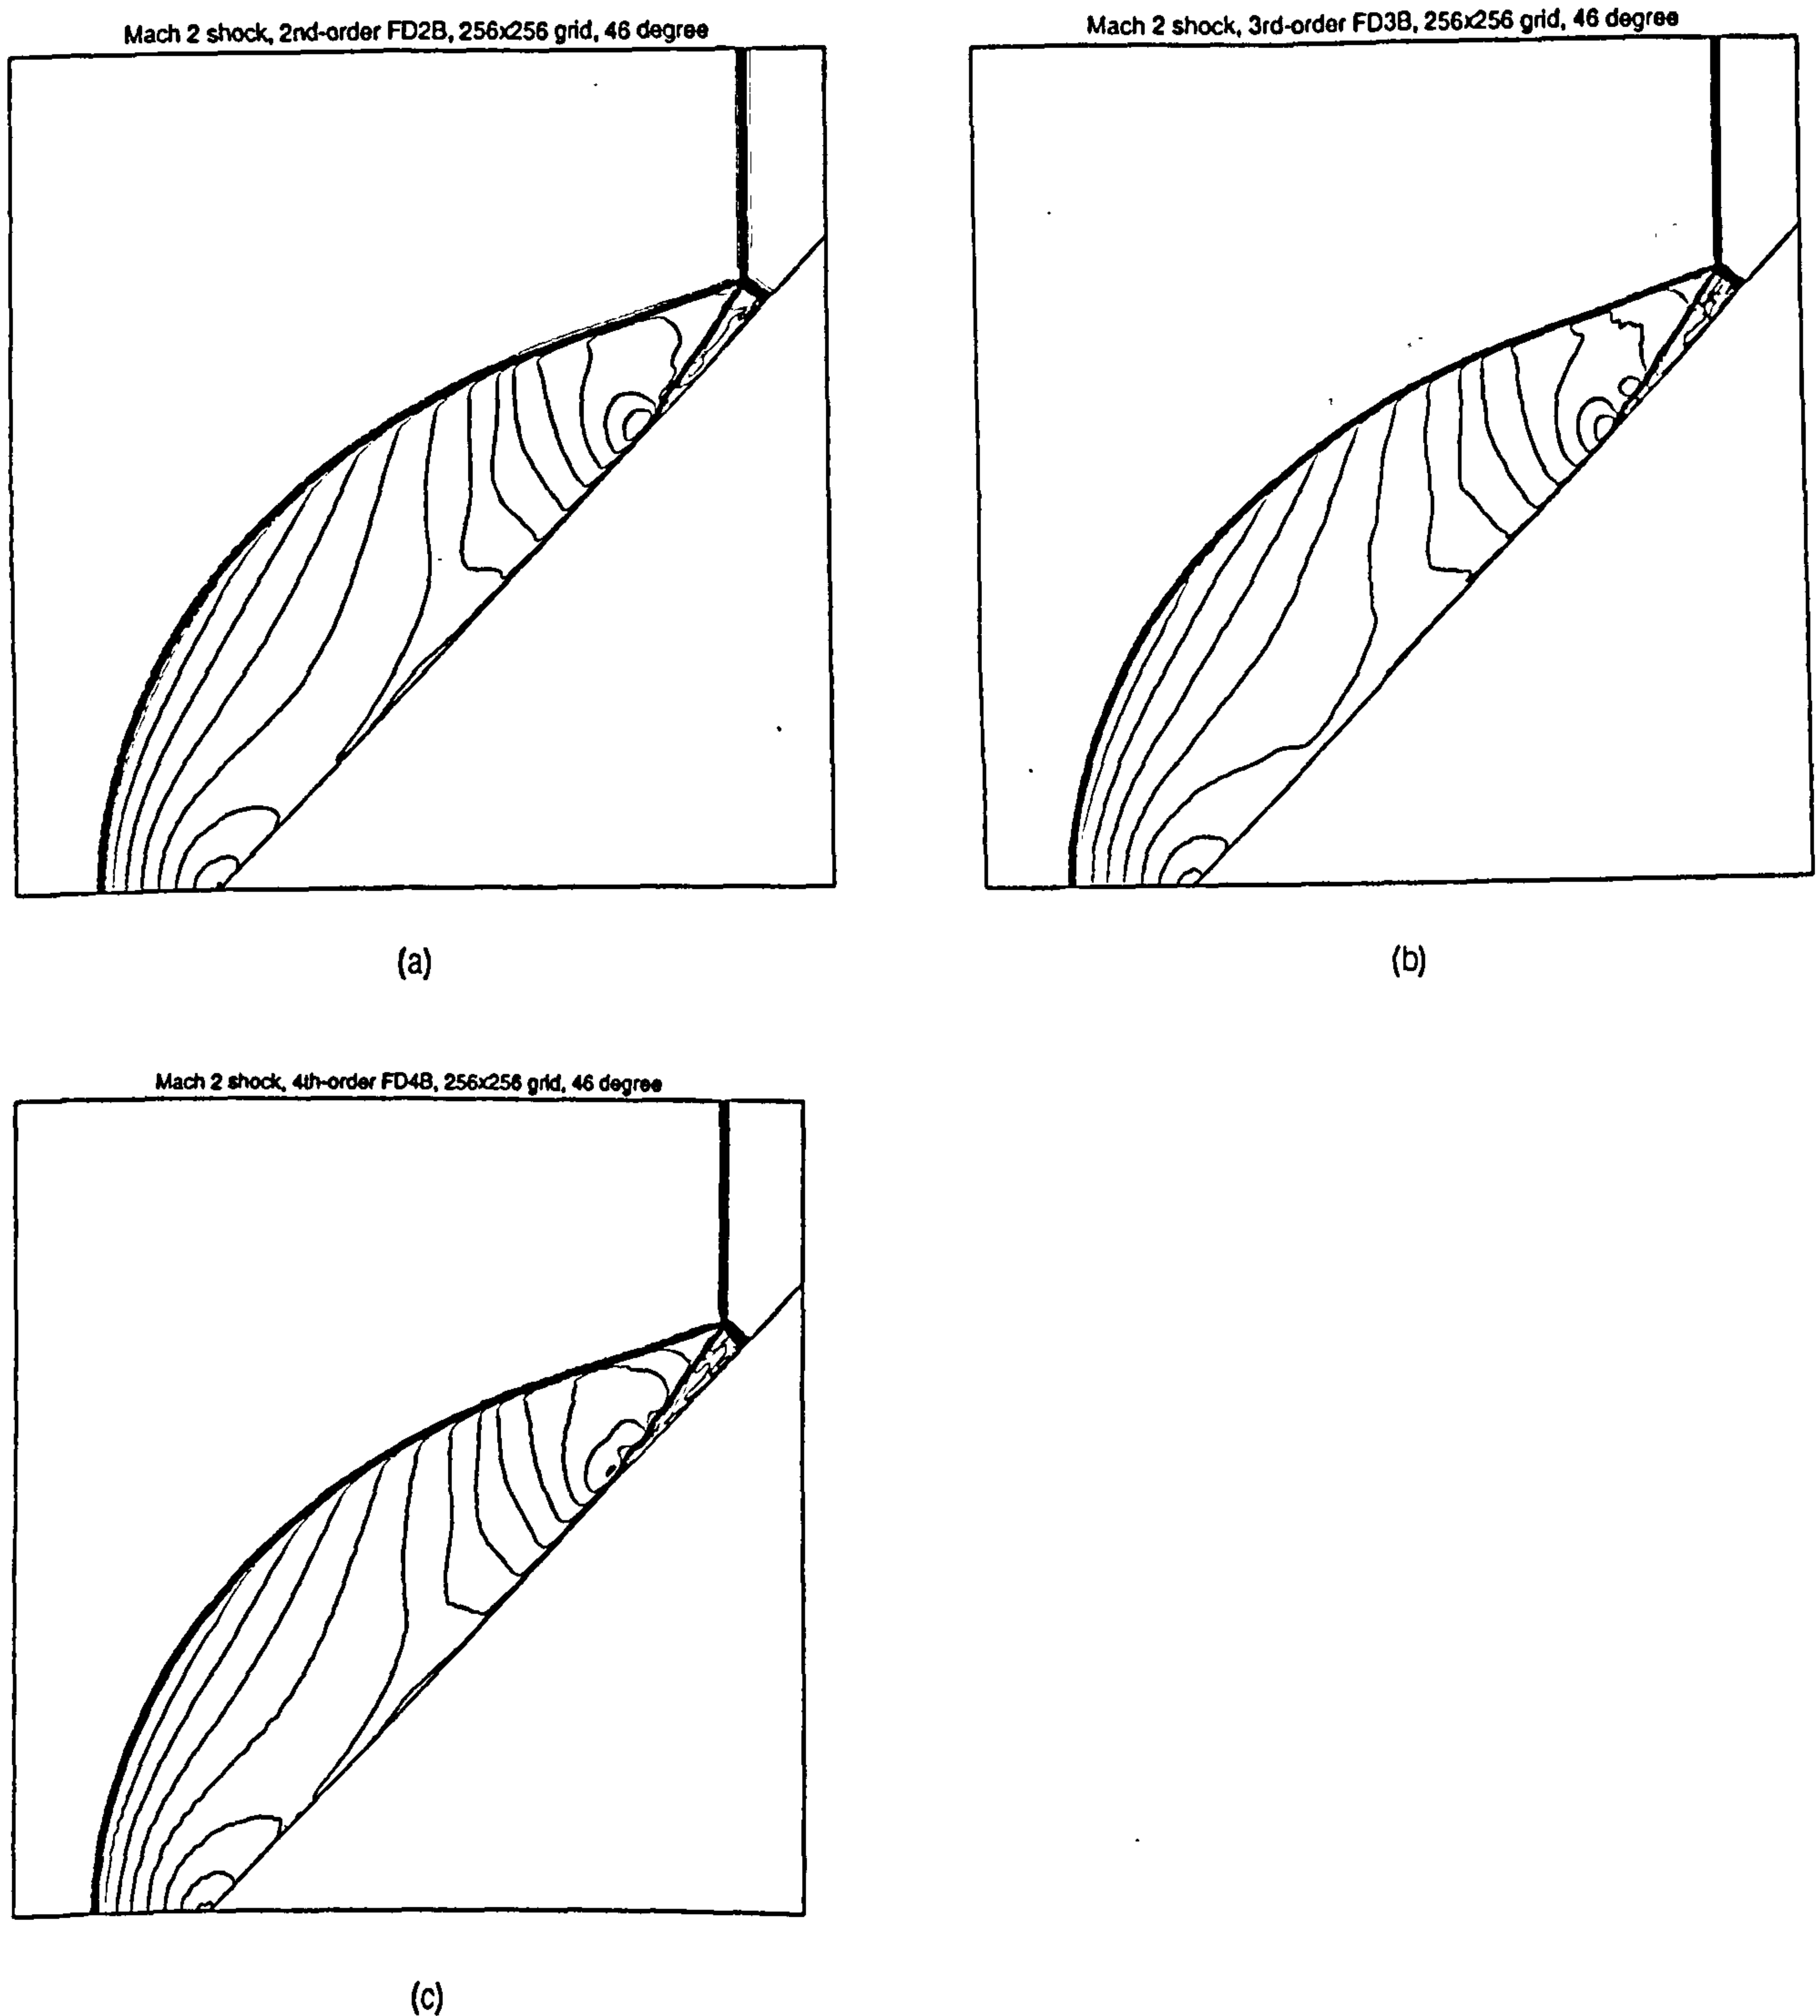 Mach 2 shock, 2nd-order FD2B, 256x256 grid, 46 degree
Mach 2 shock, 3rd-order FD3B, 256x256 grid, 46 degree
(a)
(b)
Mach 2 shock, 4th-order FD4B, 256x256 grid, 46 degree
(c)